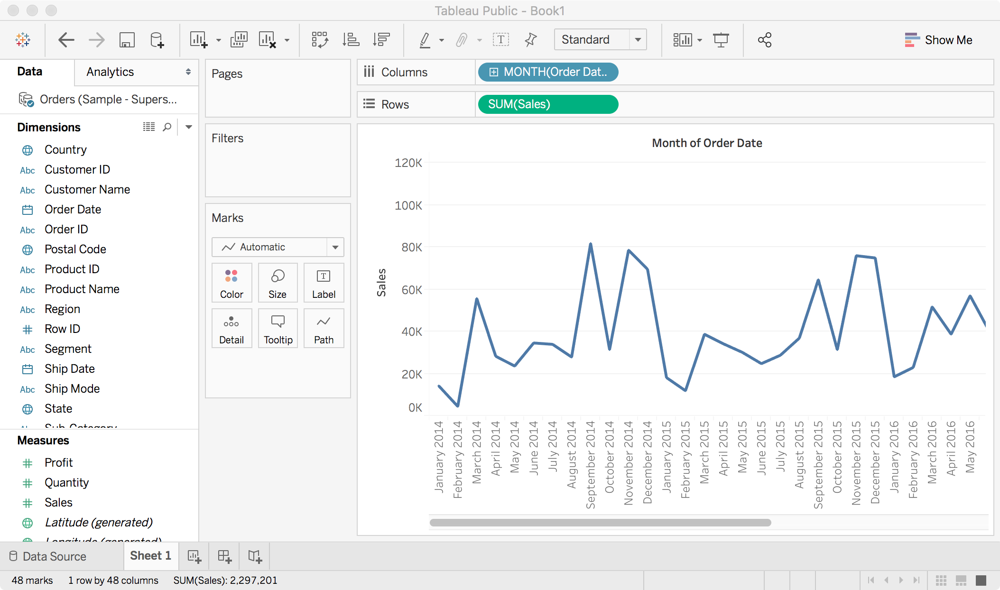 Tableau Public - Book1
Standard
Show Me
Data
Analytics
Orders (Sample - Supers...
Dimensions
Country
Abc Customer ID
Abc Customer Name
Order Date
Abc Order ID
Postal Code
Abc Product ID
Abc Product Name
Abc Region
Row ID
Abc Segment
Ship Date
Abc Ship Mode
State
Sub-Category
Measures
Profit
Quantity
Sales
Latitude (generated)
Longitude (generated)
Pages
Filters
Marks
Automatic
Color
Size
Label
Detail
Tooltip
Path
Columns
MONTH(Order Dat..
Rows
SUM(Sales)
Month of Order Date
Sales
120K
100K
80K
60K
40K
20K
0K
January 2014
February 2014
March 2014
April 2014
May 2014
June 2014
July 2014
August 2014
September 2014
October 2014
November 2014
December 2014
January 2015
February 2015
March 2015
April 2015
May 2015
June 2015
July 2015
August 2015
September 2015
October 2015
November 2015
December 2015
January 2016
February 2016
March 2016
April 2016
May 2016
Data Source
Sheet 1
48 marks
1 row by 48 columns
SUM(Sales): 2,297,201